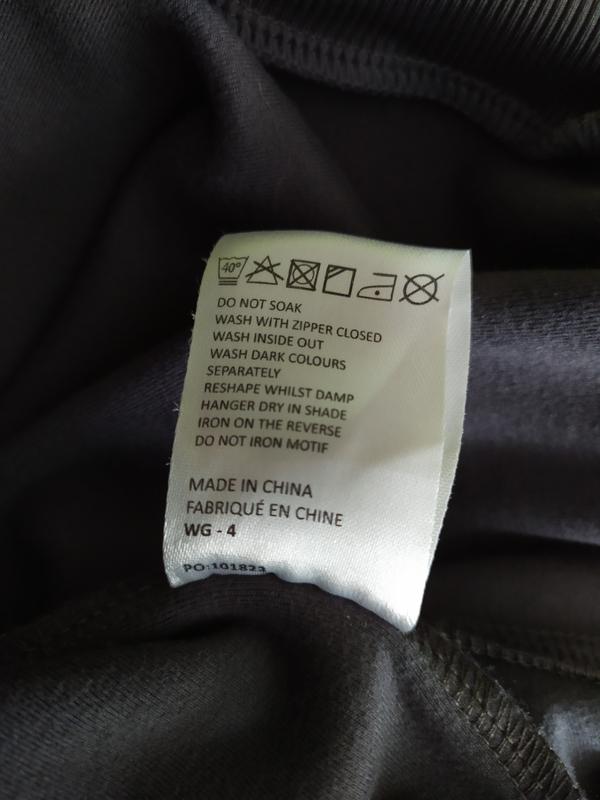 40°
DO NOT SOAK
WASH WITH ZIPPER CLOSED
WASH INSIDE OUT
WASH DARK COLOURS
SEPARATELY
RESHAPE WHILST DAMP
HANGER DRY IN SHADE
IRON ON THE REVERSE
DO NOT IRON MOTIF
MADE IN CHINA
FABRIQUÉ EN CHINE
WG - 4
PO:101823